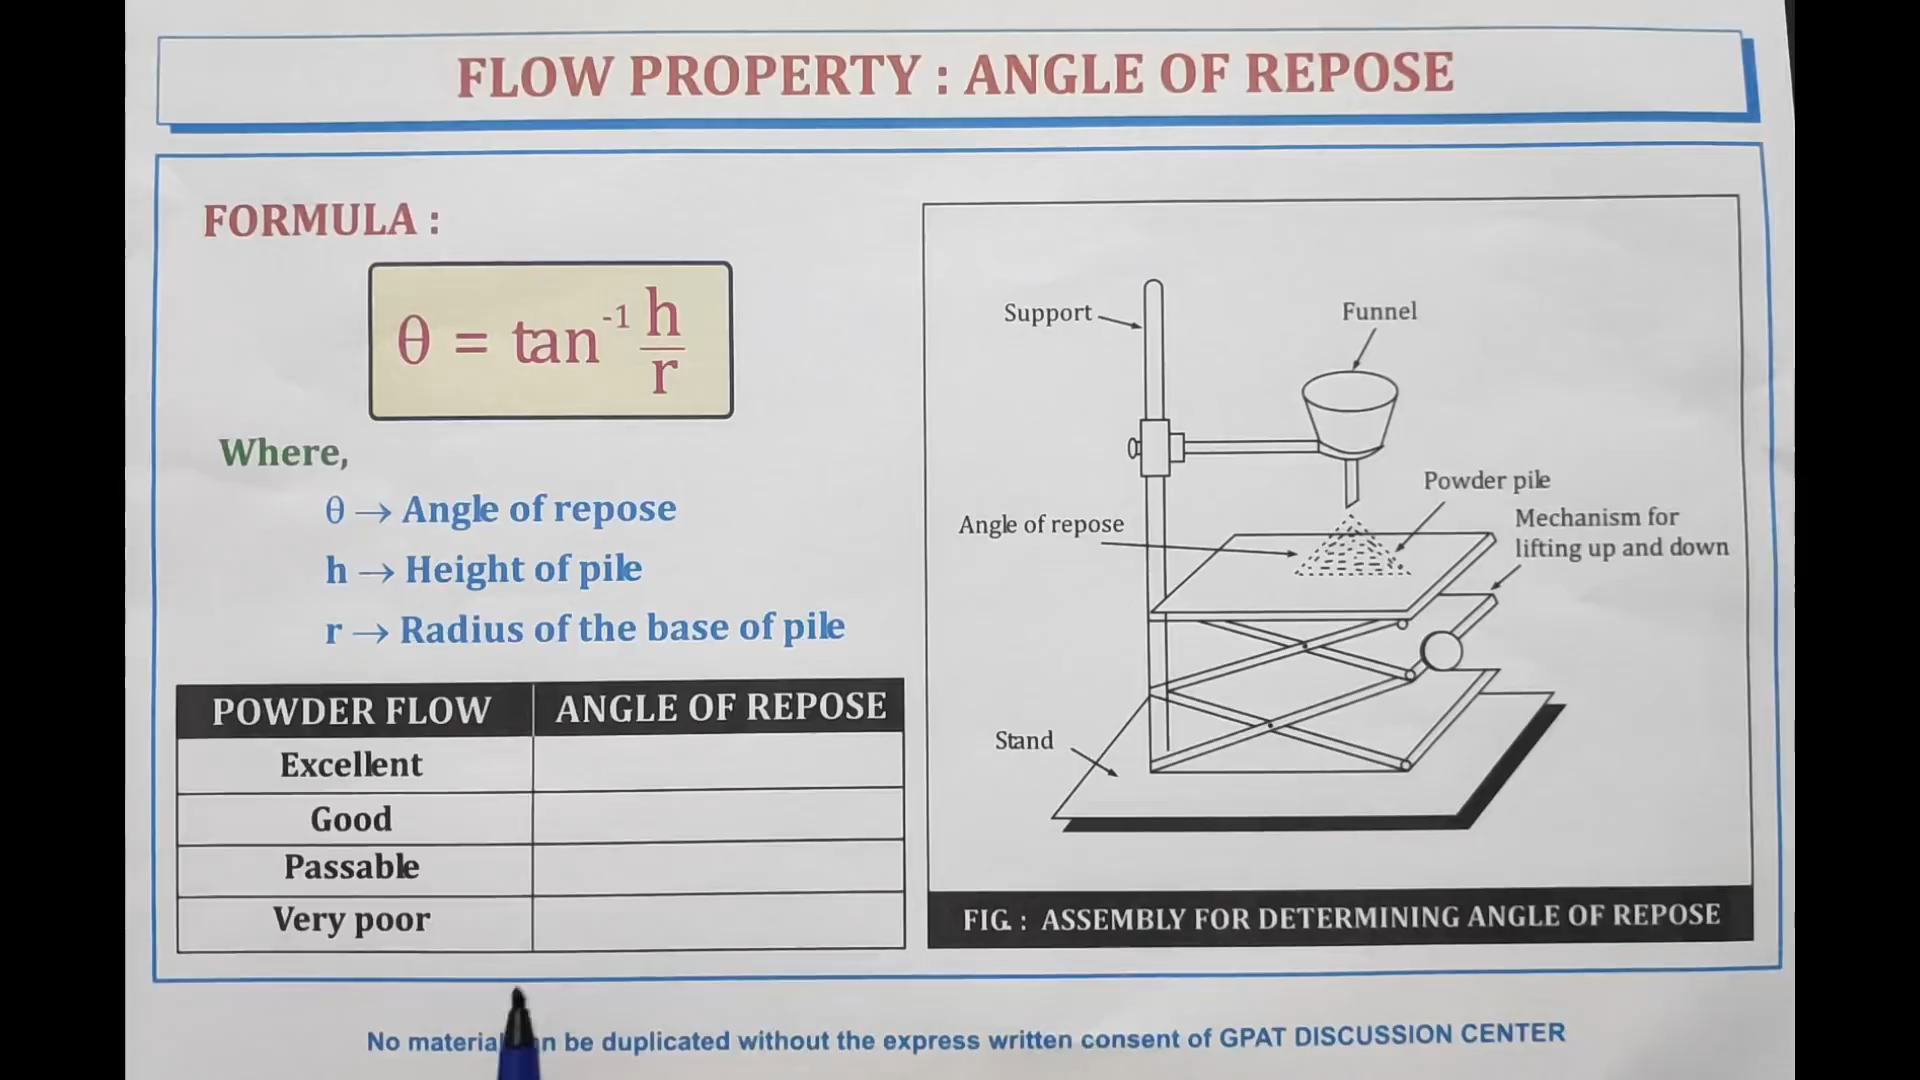 FLOW PROPERTY : ANGLE OF REPOSE
FORMULA :
θ = tan⁻¹ h/r
Where,
θ → Angle of repose
h → Height of pile
r → Radius of the base of pile
POWDER FLOW ANGLE OF REPOSE
Excellent
Good
Passable
Very poor
Support
Funnel
Powder pile
Angle of repose
Mechanism for
lifting up and down
Stand
FIG. : ASSEMBLY FOR DETERMINING ANGLE OF REPOSE
No material be duplicated without the express written consent of GPAT DISCUSSION CENTER